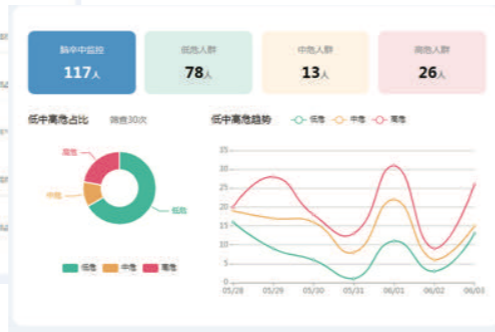 脑卒中监控 低危人群 中危人群 高危人群
117人 78人 13人 26人
低中高危占比 筛查30次 低中高危趋势 低危 中危 高危
35
30
25
20
15
10
5
0
高危
中危
低危
05/28 05/29 05/30 05/31 06/01 06/02 06/03
低危 中危 高危